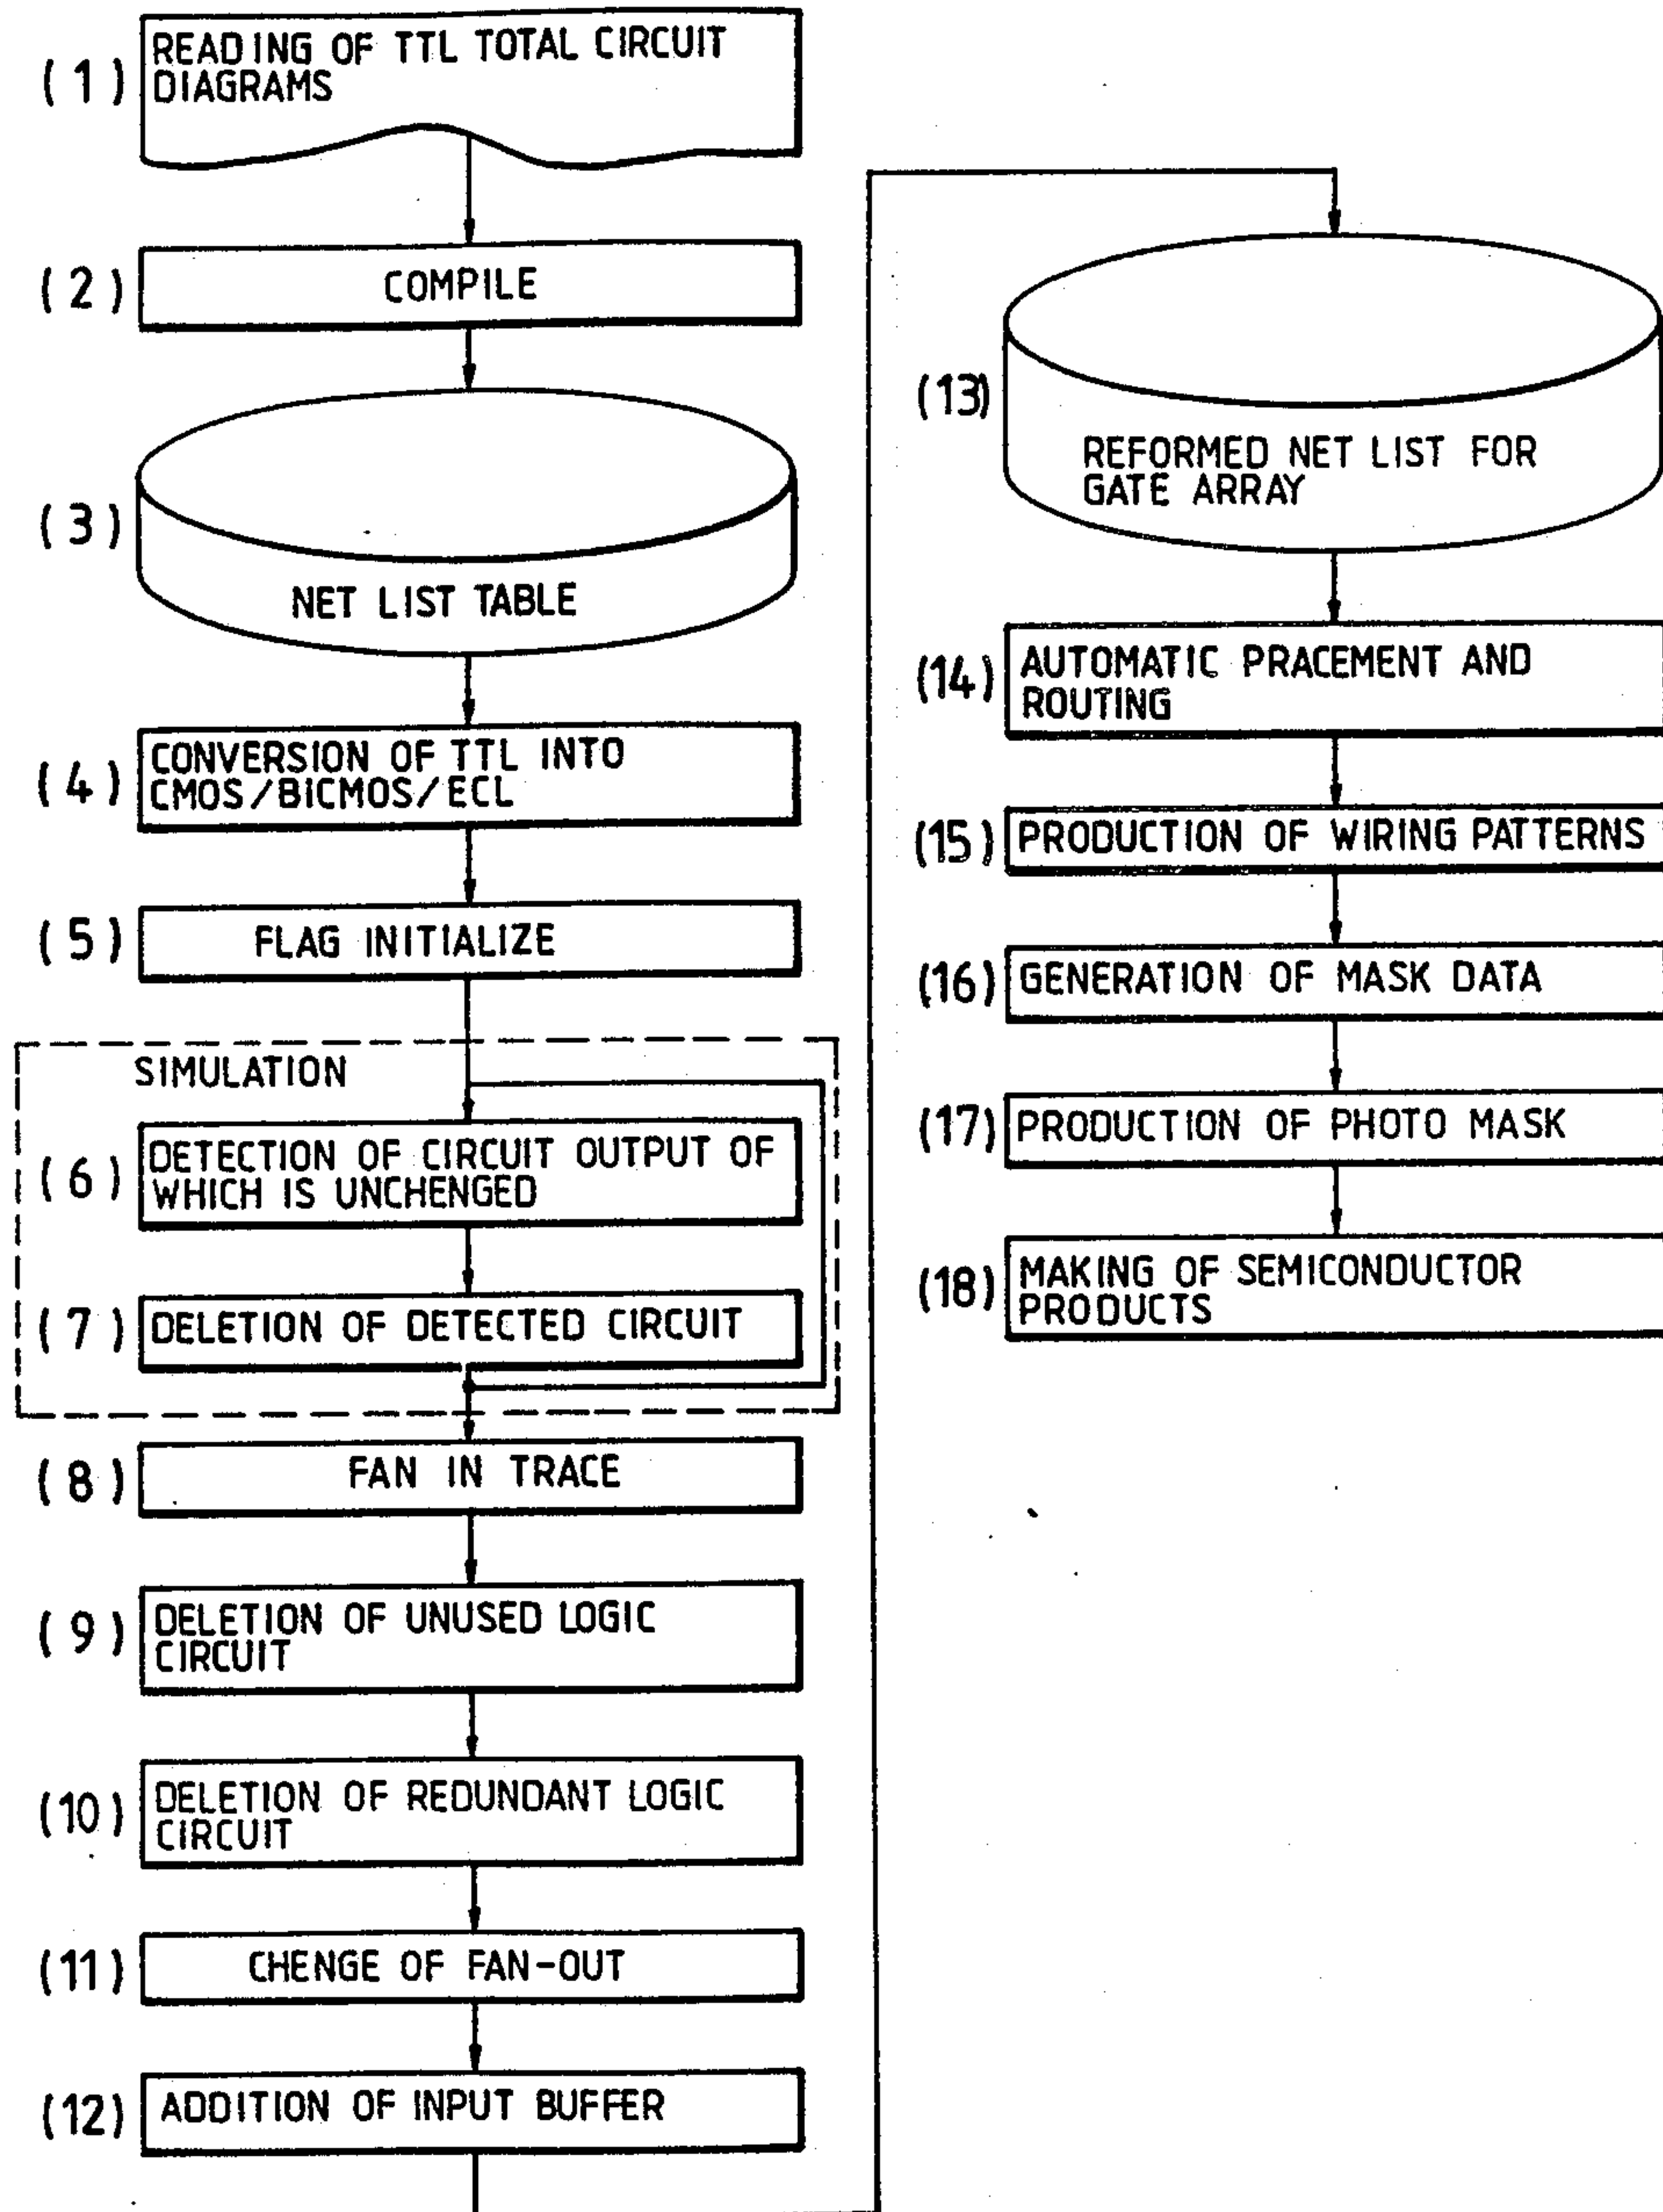 (1)
READING OF TTL TOTAL CIRCUIT
DIAGRAMS
(2)
COMPILE
(3)
NET LIST TABLE
(4)
CONVERSION OF TTL INTO
CMOS/BICMOS/ECL
(5)
FLAG INITIALIZE
SIMULATION
(6)
DETECTION OF CIRCUIT OUTPUT OF
WHICH IS UNCHENGED
(7)
DELETION OF DETECTED CIRCUIT
(8)
FAN IN TRACE
(9)
DELETION OF UNUSED LOGIC
CIRCUIT
(10)
DELETION OF REDUNDANT LOGIC
CIRCUIT
(11)
CHENGE OF FAN-OUT
(12)
ADDITION OF INPUT BUFFER
(13)
REFORMED NET LIST FOR
GATE ARRAY
(14)
AUTOMATIC PRACEMENT AND
ROUTING
(15)
PRODUCTION OF WIRING PATTERNS
(16)
GENERATION OF MASK DATA
(17)
PRODUCTION OF PHOTO MASK
(18)
MAKING OF SEMICONDUCTOR
PRODUCTS